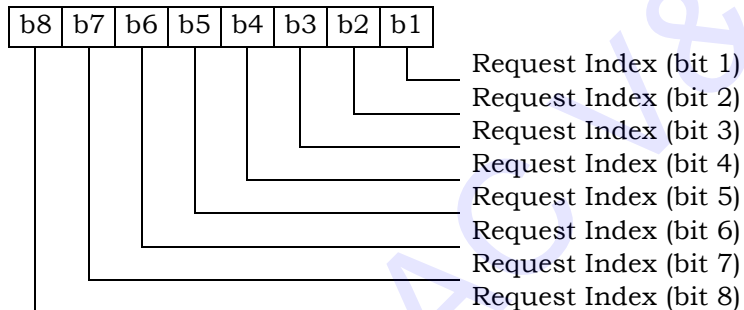 b8 b7 b6 b5 b4 b3 b2 b1
Request Index (bit 1)
Request Index (bit 2)
Request Index (bit 3)
Request Index (bit 4)
Request Index (bit 5)
Request Index (bit 6)
Request Index (bit 7)
Request Index (bit 8)